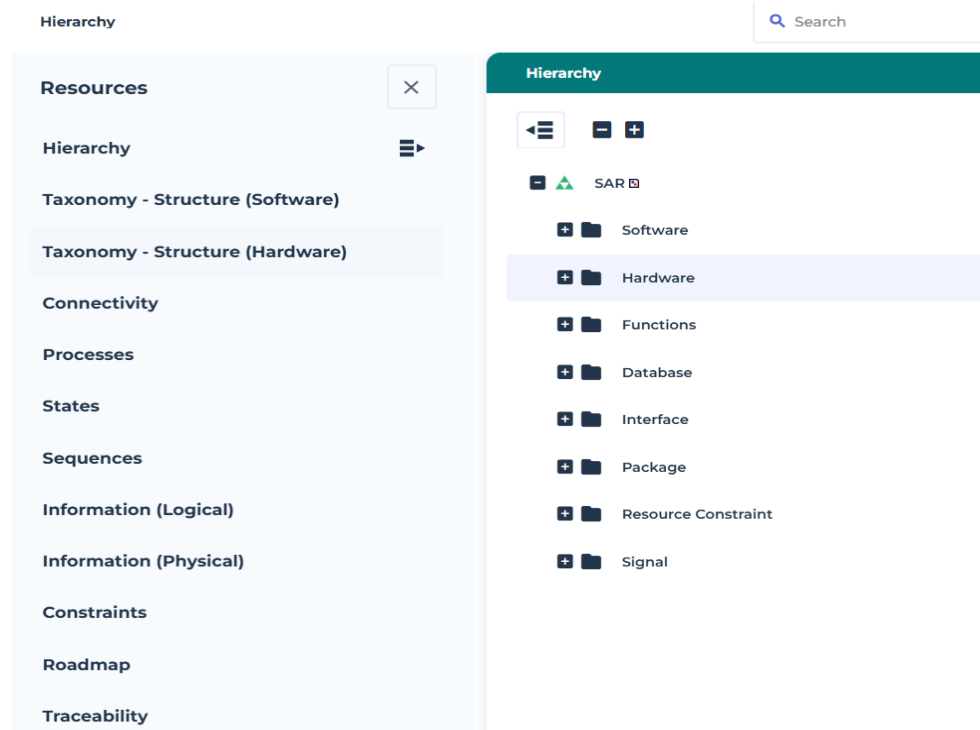 Hierarchy
Search
Resources
Hierarchy
Taxonomy - Structure (Software)
Taxonomy - Structure (Hardware)
Connectivity
Processes
States
Sequences
Information (Logical)
Information (Physical)
Constraints
Roadmap
Traceability
Hierarchy
SAR
Software
Hardware
Functions
Database
Interface
Package
Resource Constraint
Signal